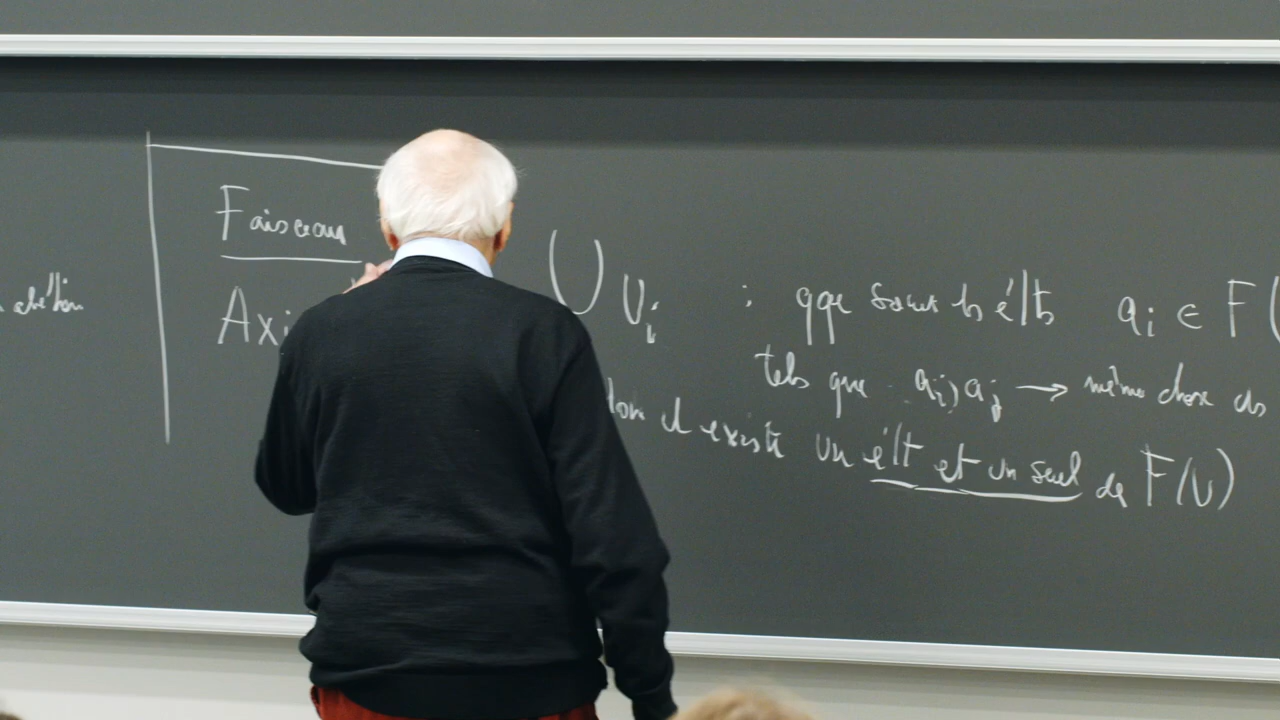 Faisceau
Axi
⋃ Uᵢ : qqe soient les élts aᵢ ∈ F(
tels que aᵢ, aⱼ → même chose ds
il existe un élt et un seul de F(U)